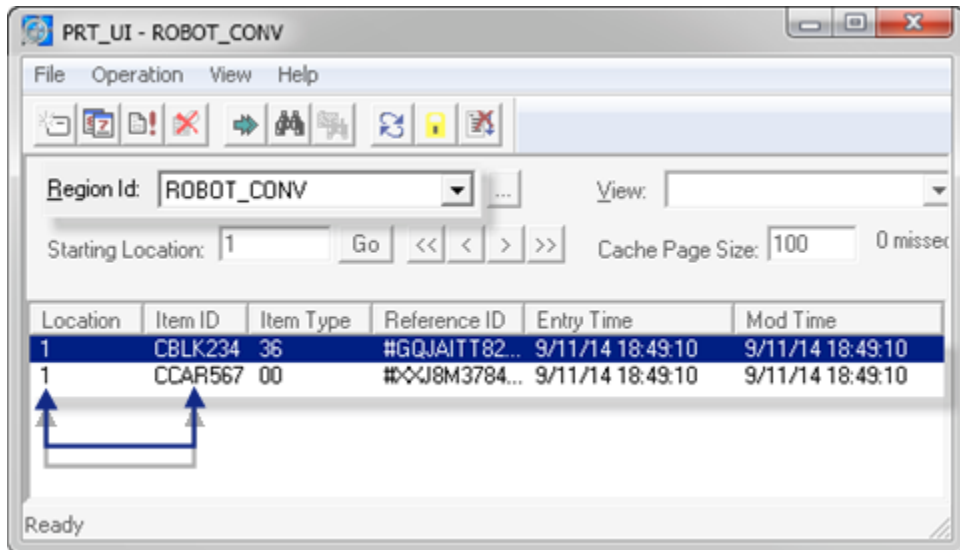 PRT_UI - ROBOT_CONV
File Operation View Help
Region Id: ROBOT_CONV ... View:
Starting Location: 1 Go << < > >> Cache Page Size: 100 0 missed
Location Item ID Item Type Reference ID Entry Time Mod Time
1 CBLK234 36 #GQJAITT82... 9/11/14 18:49:10 9/11/14 18:49:10
1 CCAR567 00 #XXJ8M3784... 9/11/14 18:49:10 9/11/14 18:49:10
Ready